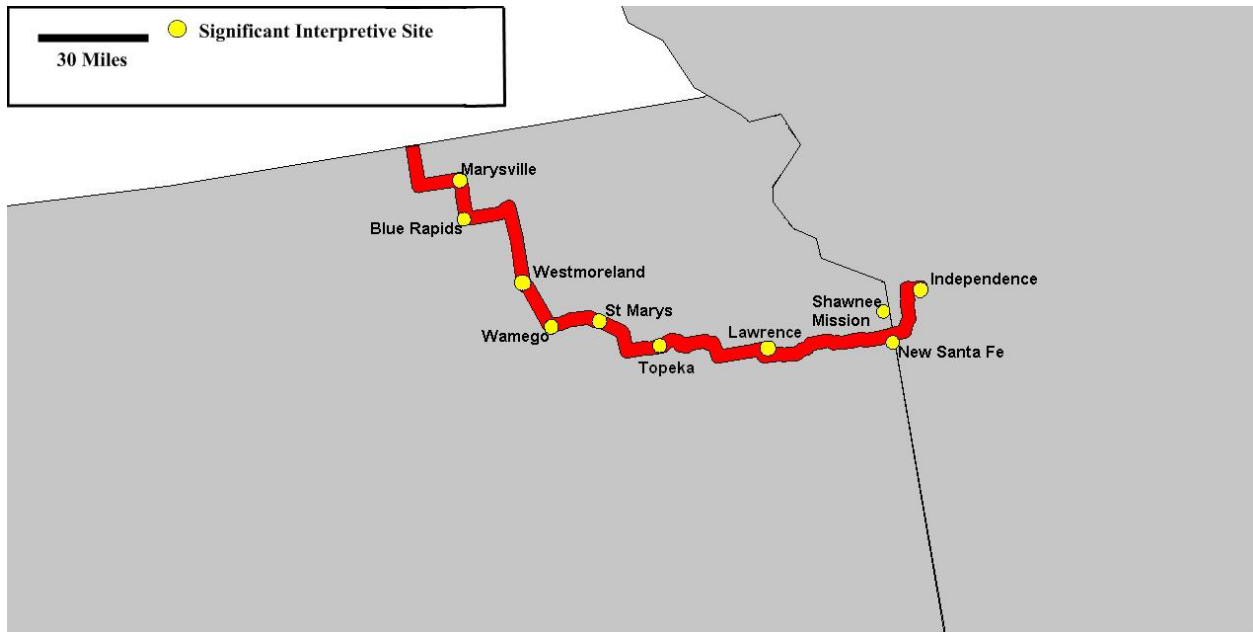 Significant Interpretive Site
30 Miles
Marysville
Blue Rapids
Westmoreland
Independence
Shawnee
Mission
St Marys
Wamego
Lawrence
New Santa Fe
Topeka